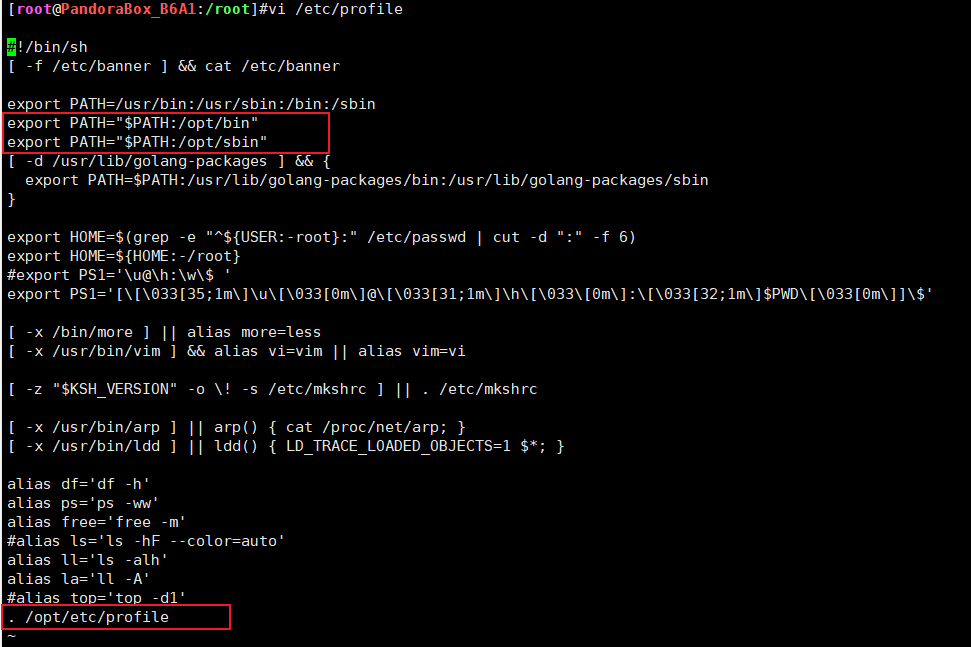 [root@PandoraBox_B6A1:/root]#vi /etc/profile
#!/bin/sh
[ -f /etc/banner ] && cat /etc/banner
export PATH=/usr/bin:/usr/sbin:/bin:/sbin
export PATH="$PATH:/opt/bin"
export PATH="$PATH:/opt/sbin"
[ -d /usr/lib/golang-packages ] && {
  export PATH=$PATH:/usr/lib/golang-packages/bin:/usr/lib/golang-packages/sbin
}
export HOME=$(grep -e "^${USER:-root}:" /etc/passwd | cut -d ":" -f 6)
export HOME=${HOME:-/root}
#export PS1='\u@\h:\w\$ '
export PS1='[\[\033[35;1m\]\u\[\033[0m\]@\[\033[31;1m\]\h\[\033\[0m\]:\[\033[32;1m\]$PWD\[\033[0m\]]\$'
[ -x /bin/more ] || alias more=less
[ -x /usr/bin/vim ] && alias vi=vim || alias vim=vi
[ -z "$KSH_VERSION" -o \! -s /etc/mkshrc ] || . /etc/mkshrc
[ -x /usr/bin/arp ] || arp() { cat /proc/net/arp; }
[ -x /usr/bin/ldd ] || ldd() { LD_TRACE_LOADED_OBJECTS=1 $*; }
alias df='df -h'
alias ps='ps -ww'
alias free='free -m'
#alias ls='ls -hF --color=auto'
alias ll='ls -alh'
alias la='ll -A'
#alias top='top -d1'
. /opt/etc/profile
~